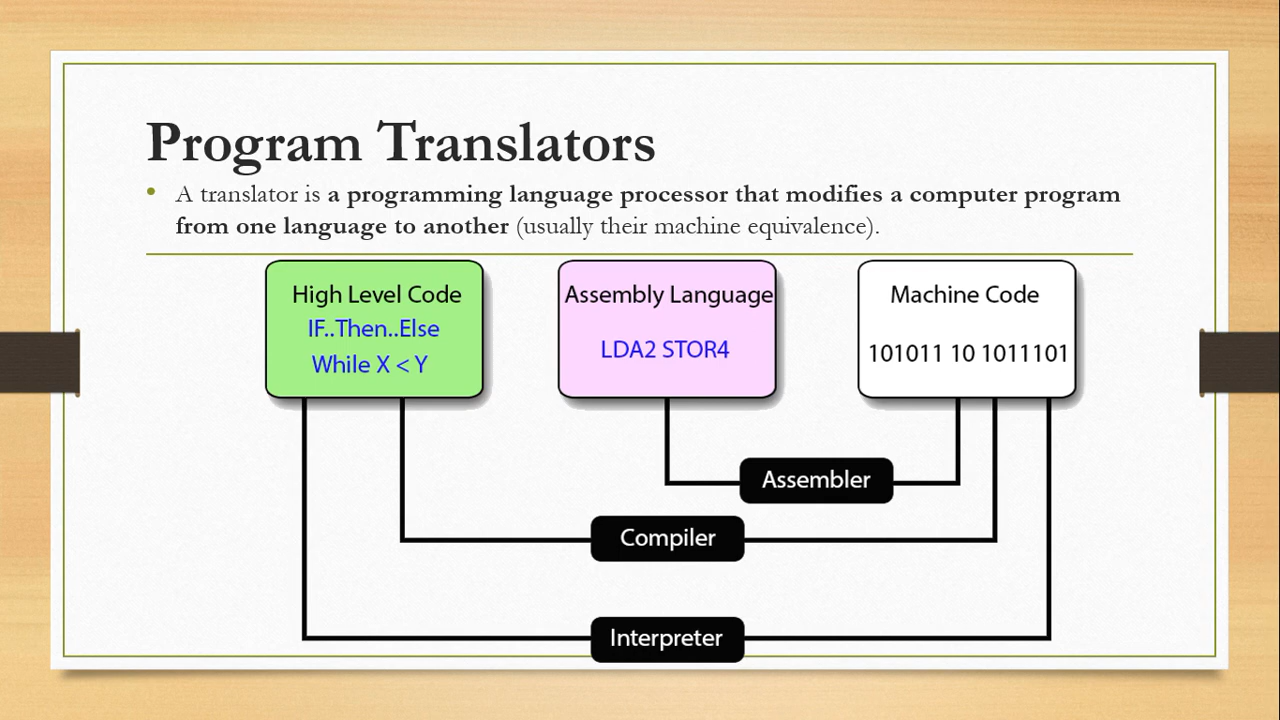 Program Translators
• A translator is a programming language processor that modifies a computer program
from one language to another (usually their machine equivalence).
High Level Code
IF..Then..Else
While X < Y
Assembly Language
LDA2 STOR4
Machine Code
101011 10 1011101
Assembler
Compiler
Interpreter